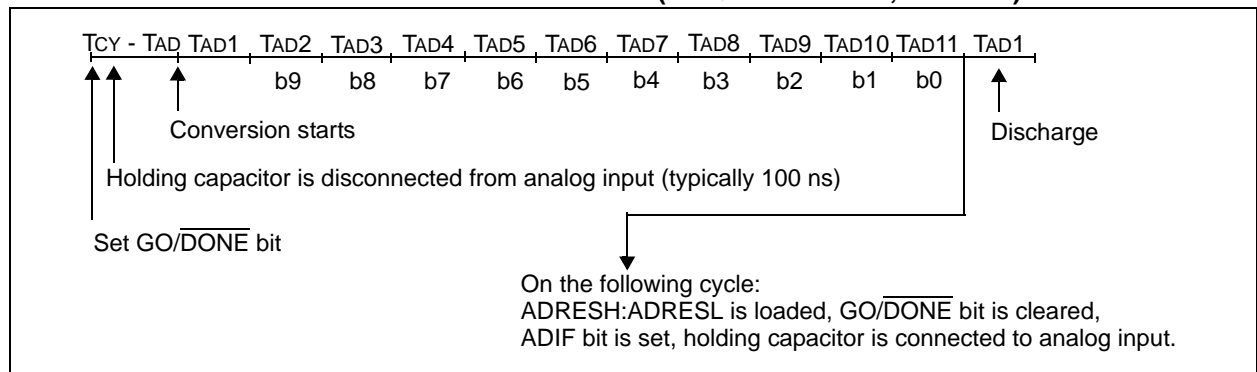 TCY - TAD TAD1 TAD2 TAD3 TAD4 TAD5 TAD6 TAD7 TAD8 TAD9 TAD10 TAD11 TAD1
b9 b8 b7 b6 b5 b4 b3 b2 b1 b0
Conversion starts
Discharge
Holding capacitor is disconnected from analog input (typically 100 ns)
Set GO/DONE bit
On the following cycle:
ADRESH:ADRESL is loaded, GO/DONE bit is cleared,
ADIF bit is set, holding capacitor is connected to analog input.